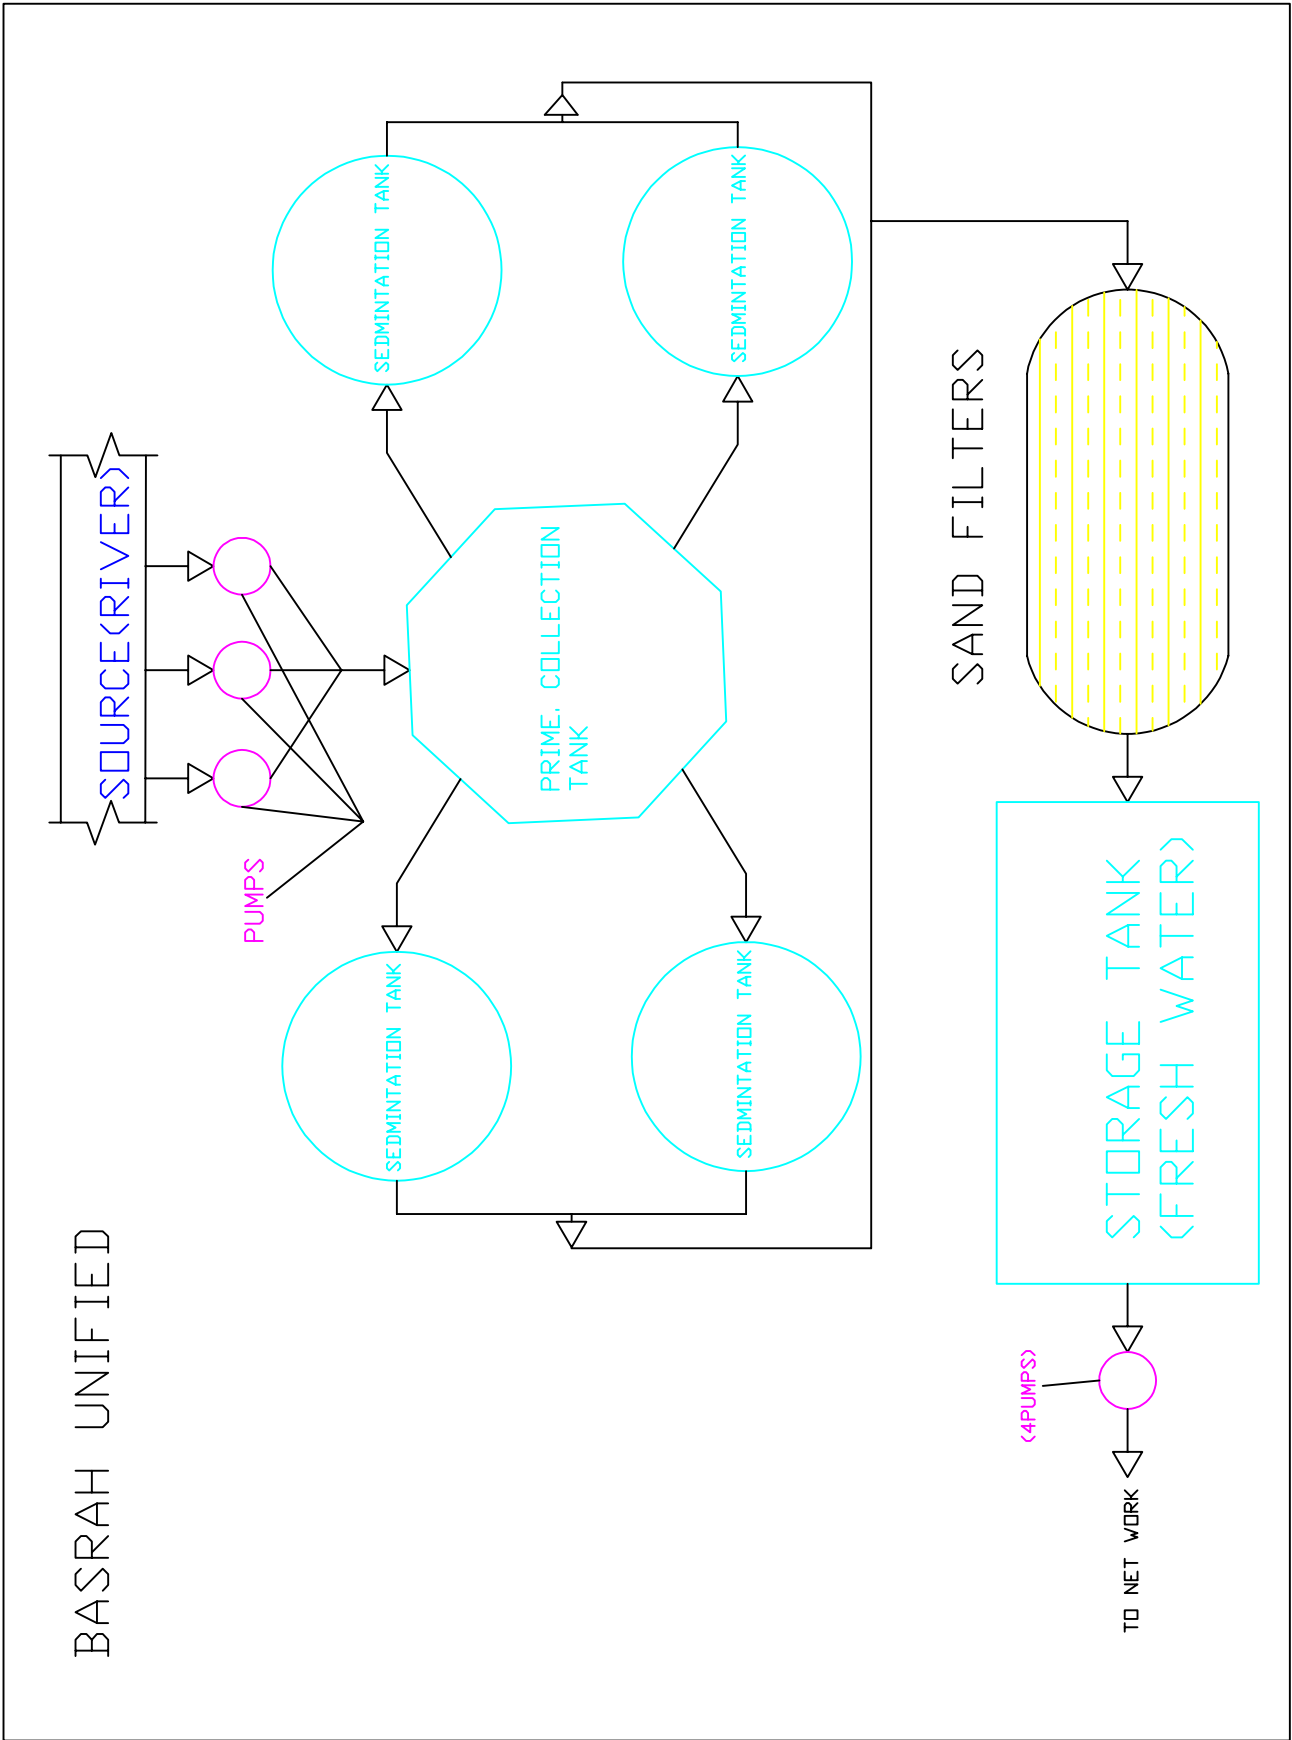 BASRAH UNIFIED
SOURCE(RIVER)
PUMPS
SEDMINTATION TANK
SEDMINTATION TANK
PRIME. COLLECTION
TANK
SEDMINTATION TANK
SEDMINTATION TANK
SAND FILTERS
STORAGE TANK
(FRESH WATER)
(4PUMPS)
TO NET WORK